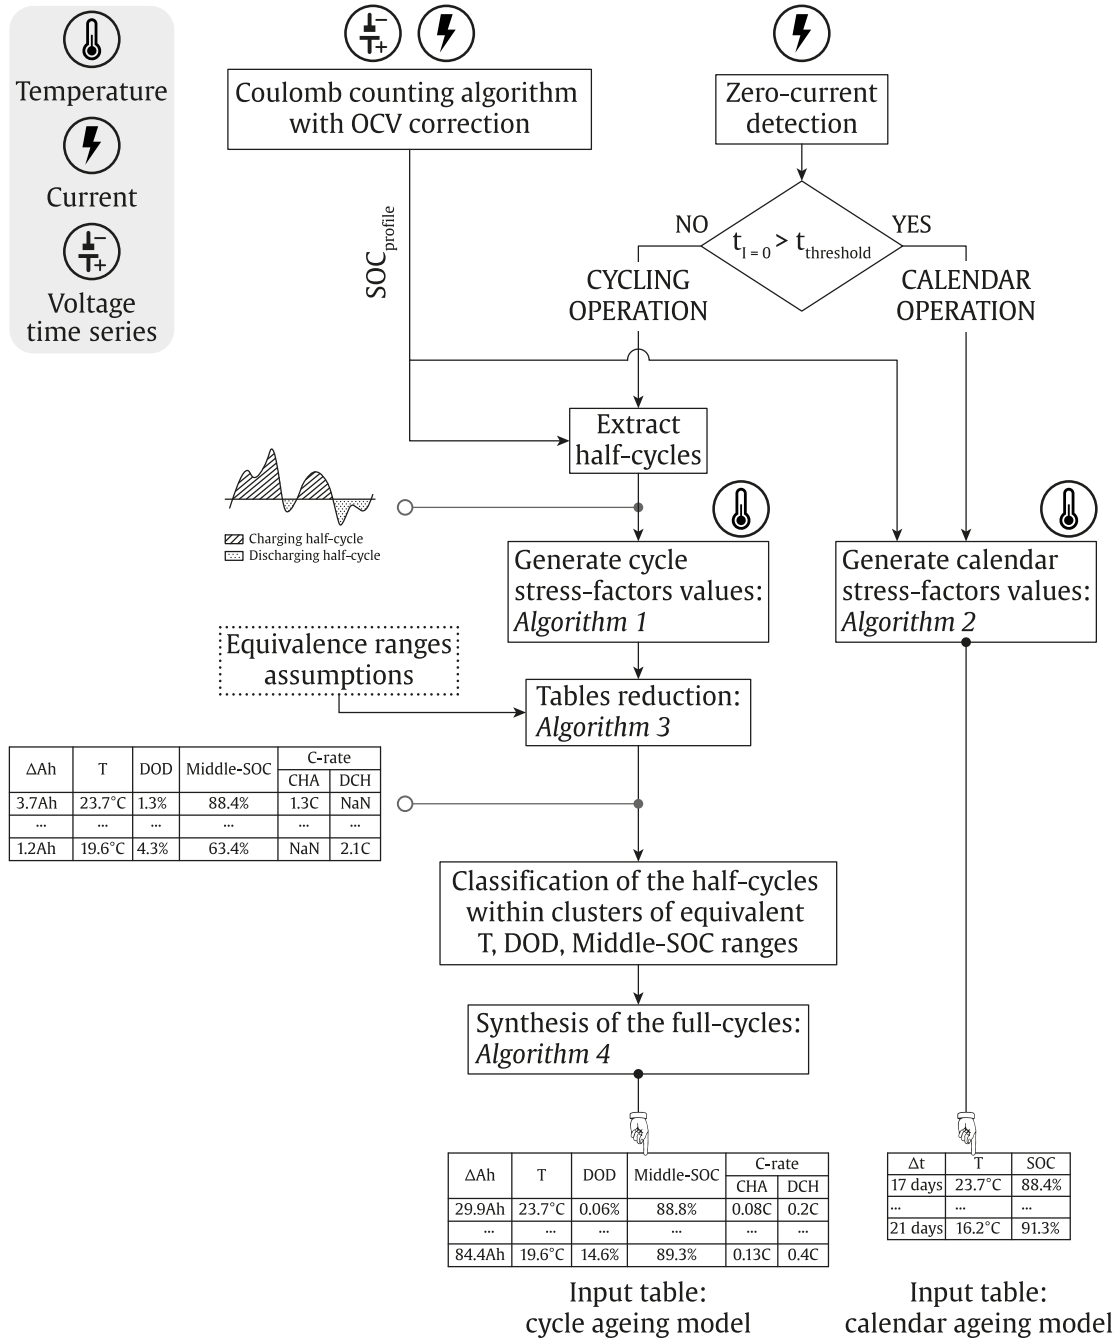 Temperature
Current
Voltage
time series
Coulomb counting algorithm
with OCV correction
Zero-current
detection
SOCprofile
NO
tI = 0 > tthreshold
YES
CYCLING
OPERATION
CALENDAR
OPERATION
Extract
half-cycles
Charging half-cycle
Discharging half-cycle
Generate cycle
stress-factors values:
Algorithm 1
Generate calendar
stress-factors values:
Algorithm 2
Equivalence ranges
assumptions
Tables reduction:
Algorithm 3
ΔAh T DOD Middle-SOC C-rate
CHA DCH
3.7Ah 23.7°C 1.3% 88.4% 1.3C NaN
... ... ... ... ... ...
1.2Ah 19.6°C 4.3% 63.4% NaN 2.1C
Classification of the half-cycles
within clusters of equivalent
T, DOD, Middle-SOC ranges
Synthesis of the full-cycles:
Algorithm 4
ΔAh T DOD Middle-SOC C-rate
CHA DCH
29.9Ah 23.7°C 0.06% 88.8% 0.08C 0.2C
... ... ... ... ... ...
84.4Ah 19.6°C 14.6% 89.3% 0.13C 0.4C
Input table:
cycle ageing model
Δt T SOC
17 days 23.7°C 88.4%
... ... ...
21 days 16.2°C 91.3%
Input table:
calendar ageing model